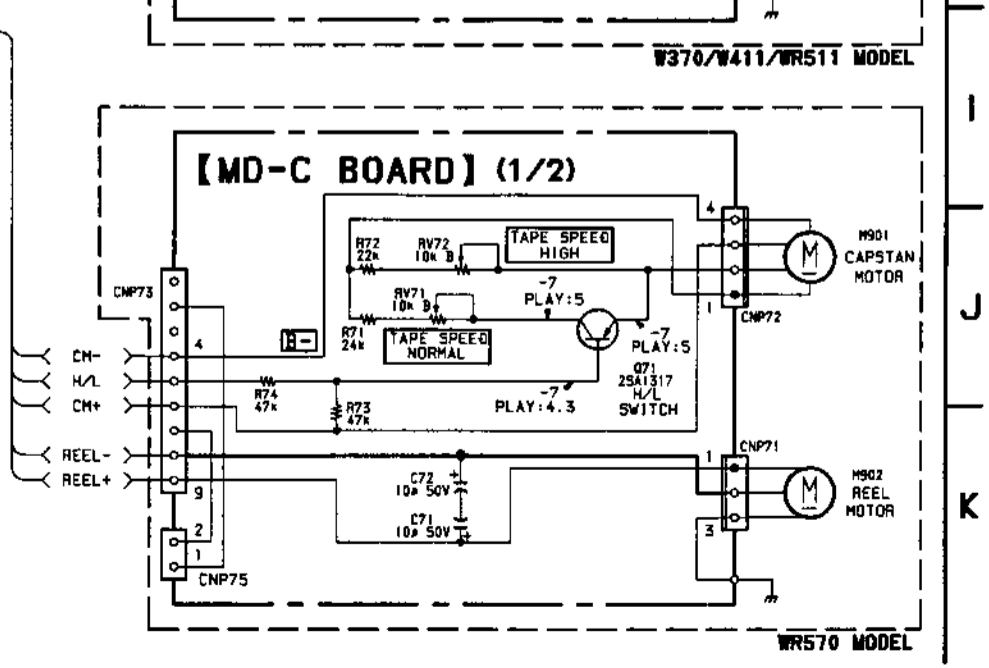 W370/W411/WR511 MODEL
I
【MD-C BOARD】(1/2)
4
M901
CAPSTAN
MOTOR
M
R72
22k
RV72
10k B
TAPE SPEED
HIGH
J
CNP73
RV71
10k B
-7
PLAY:5
1
CNP72
R71
24k
B-
TAPE SPEED
NORMAL
-7
PLAY:5
4
CM-
H/L
CM+
R74
47k
R73
47k
-7
PLAY:4.3
Q71
2SA1317
H/L
SWITCH
REEL-
REEL+
9
C72
10µ 50V
+
C71
10µ 50V
+
1
CNP71
3
M
M902
REEL
MOTOR
K
2
1
CNP75
WR570 MODEL